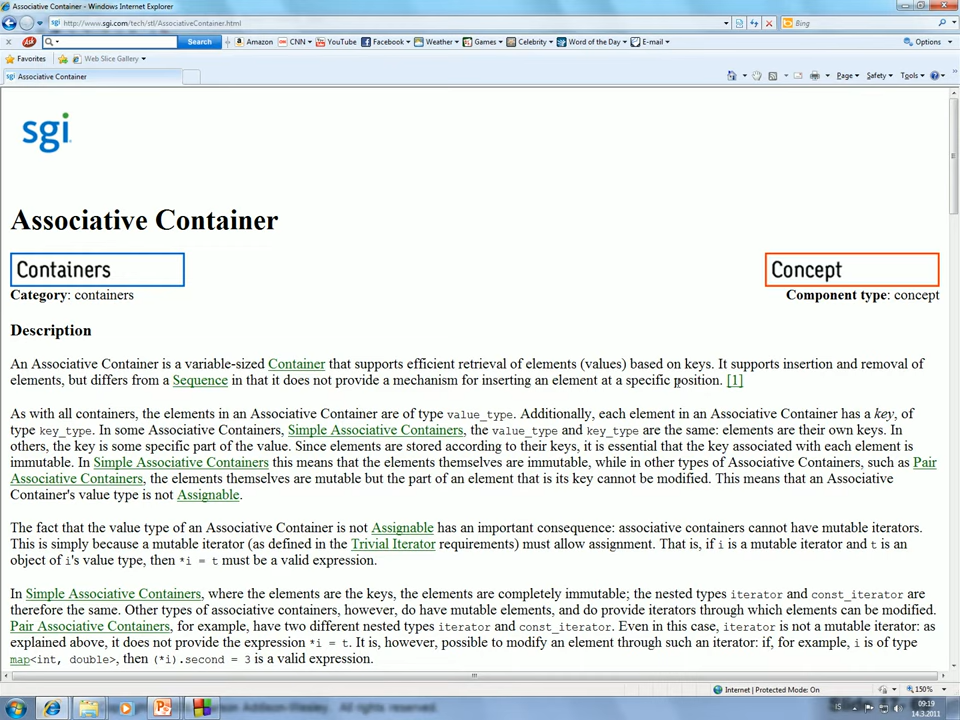 Associative Container - Windows Internet Explorer
http://www.sgi.com/tech/stl/AssociativeContainer.html
Bing
Ask
Search
Amazon
CNN
YouTube
Facebook
Weather
Games
Celebrity
Word of the Day
E-mail
Options
Favorites
Web Slice Gallery
sgi Associative Container
Page
Safety
Tools
sgi
Associative Container
Containers
Concept
Category: containers
Component type: concept
Description
An Associative Container is a variable-sized Container that supports efficient retrieval of elements (values) based on keys. It supports insertion and removal of
elements, but differs from a Sequence in that it does not provide a mechanism for inserting an element at a specific position. [1]
As with all containers, the elements in an Associative Container are of type value_type. Additionally, each element in an Associative Container has a key, of
type key_type. In some Associative Containers, Simple Associative Containers, the value_type and key_type are the same: elements are their own keys. In
others, the key is some specific part of the value. Since elements are stored according to their keys, it is essential that the key associated with each element is
immutable. In Simple Associative Containers this means that the elements themselves are immutable, while in other types of Associative Containers, such as Pair
Associative Containers, the elements themselves are mutable but the part of an element that is its key cannot be modified. This means that an Associative
Container's value type is not Assignable.
The fact that the value type of an Associative Container is not Assignable has an important consequence: associative containers cannot have mutable iterators.
This is simply because a mutable iterator (as defined in the Trivial Iterator requirements) must allow assignment. That is, if i is a mutable iterator and t is an
object of i's value type, then *i = t must be a valid expression.
In Simple Associative Containers, where the elements are the keys, the elements are completely immutable; the nested types iterator and const_iterator are
therefore the same. Other types of associative containers, however, do have mutable elements, and do provide iterators through which elements can be modified.
Pair Associative Containers, for example, have two different nested types iterator and const_iterator. Even in this case, iterator is not a mutable iterator: as
explained above, it does not provide the expression *i = t. It is, however, possible to modify an element through such an iterator: if, for example, i is of type
map<int, double>, then (*i).second = 3 is a valid expression.
Internet | Protected Mode: On
150%
Addison-Wesley. All rights reserved.
IS
09:19
14.3.2011